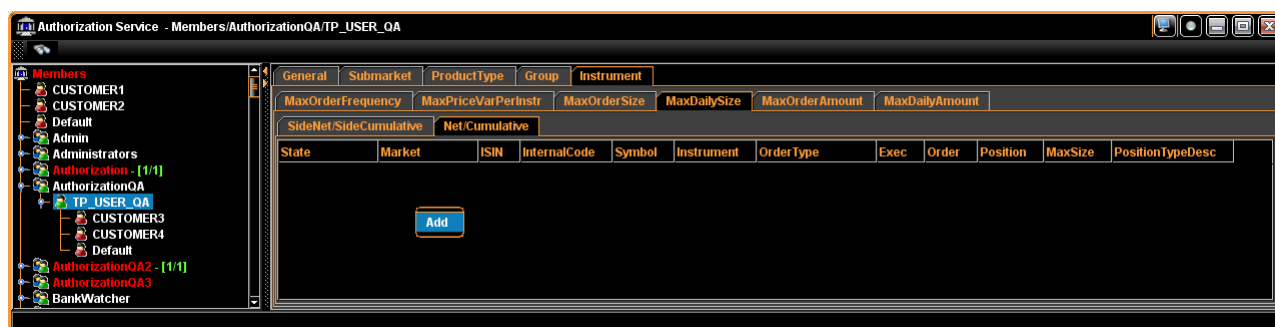 Authorization Service - Members/AuthorizationQA/TP_USER_QA
Members
CUSTOMER1
CUSTOMER2
Default
Admin
Administrators
Authorization - [1/1]
AuthorizationQA
TP_USER_QA
CUSTOMER3
CUSTOMER4
Default
AuthorizationQA2 - [1/1]
AuthorizationQA3
BankWatcher
General Submarket ProductType Group Instrument
MaxOrderFrequency MaxPriceVarPerInstr MaxOrderSize MaxDailySize MaxOrderAmount MaxDailyAmount
SideNet/SideCumulative Net/Cumulative
State Market ISIN InternalCode Symbol Instrument OrderType Exec Order Position MaxSize PositionTypeDesc
Add